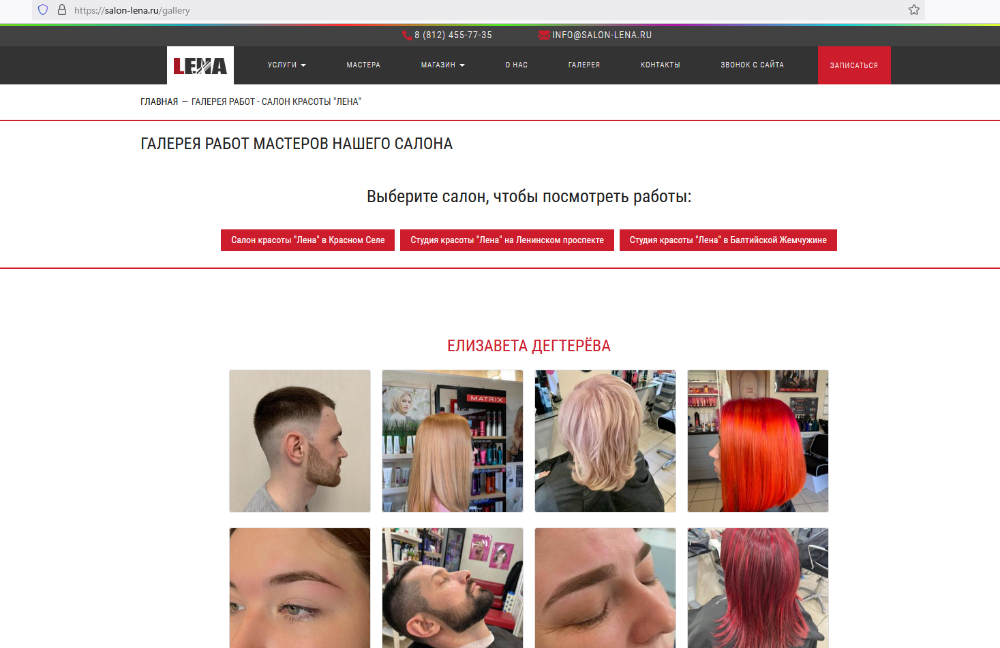 https://salon-lena.ru/gallery
8 (812) 455-77-35
INFO@SALON-LENA.RU
LENA
УСЛУГИ
МАСТЕРА
МАГАЗИН
О НАС
ГАЛЕРЕЯ
КОНТАКТЫ
ЗВОНОК С САЙТА
ЗАПИСАТЬСЯ
ГЛАВНАЯ — ГАЛЕРЕЯ РАБОТ - САЛОН КРАСОТЫ "ЛЕНА"
ГАЛЕРЕЯ РАБОТ МАСТЕРОВ НАШЕГО САЛОНА
Выберите салон, чтобы посмотреть работы:
Салон красоты "Лена" в Красном Селе
Студия красоты "Лена" на Ленинском проспекте
Студия красоты "Лена" в Балтийской Жемчужине
ЕЛИЗАВЕТА ДЕГТЕРЁВА
MATRIX